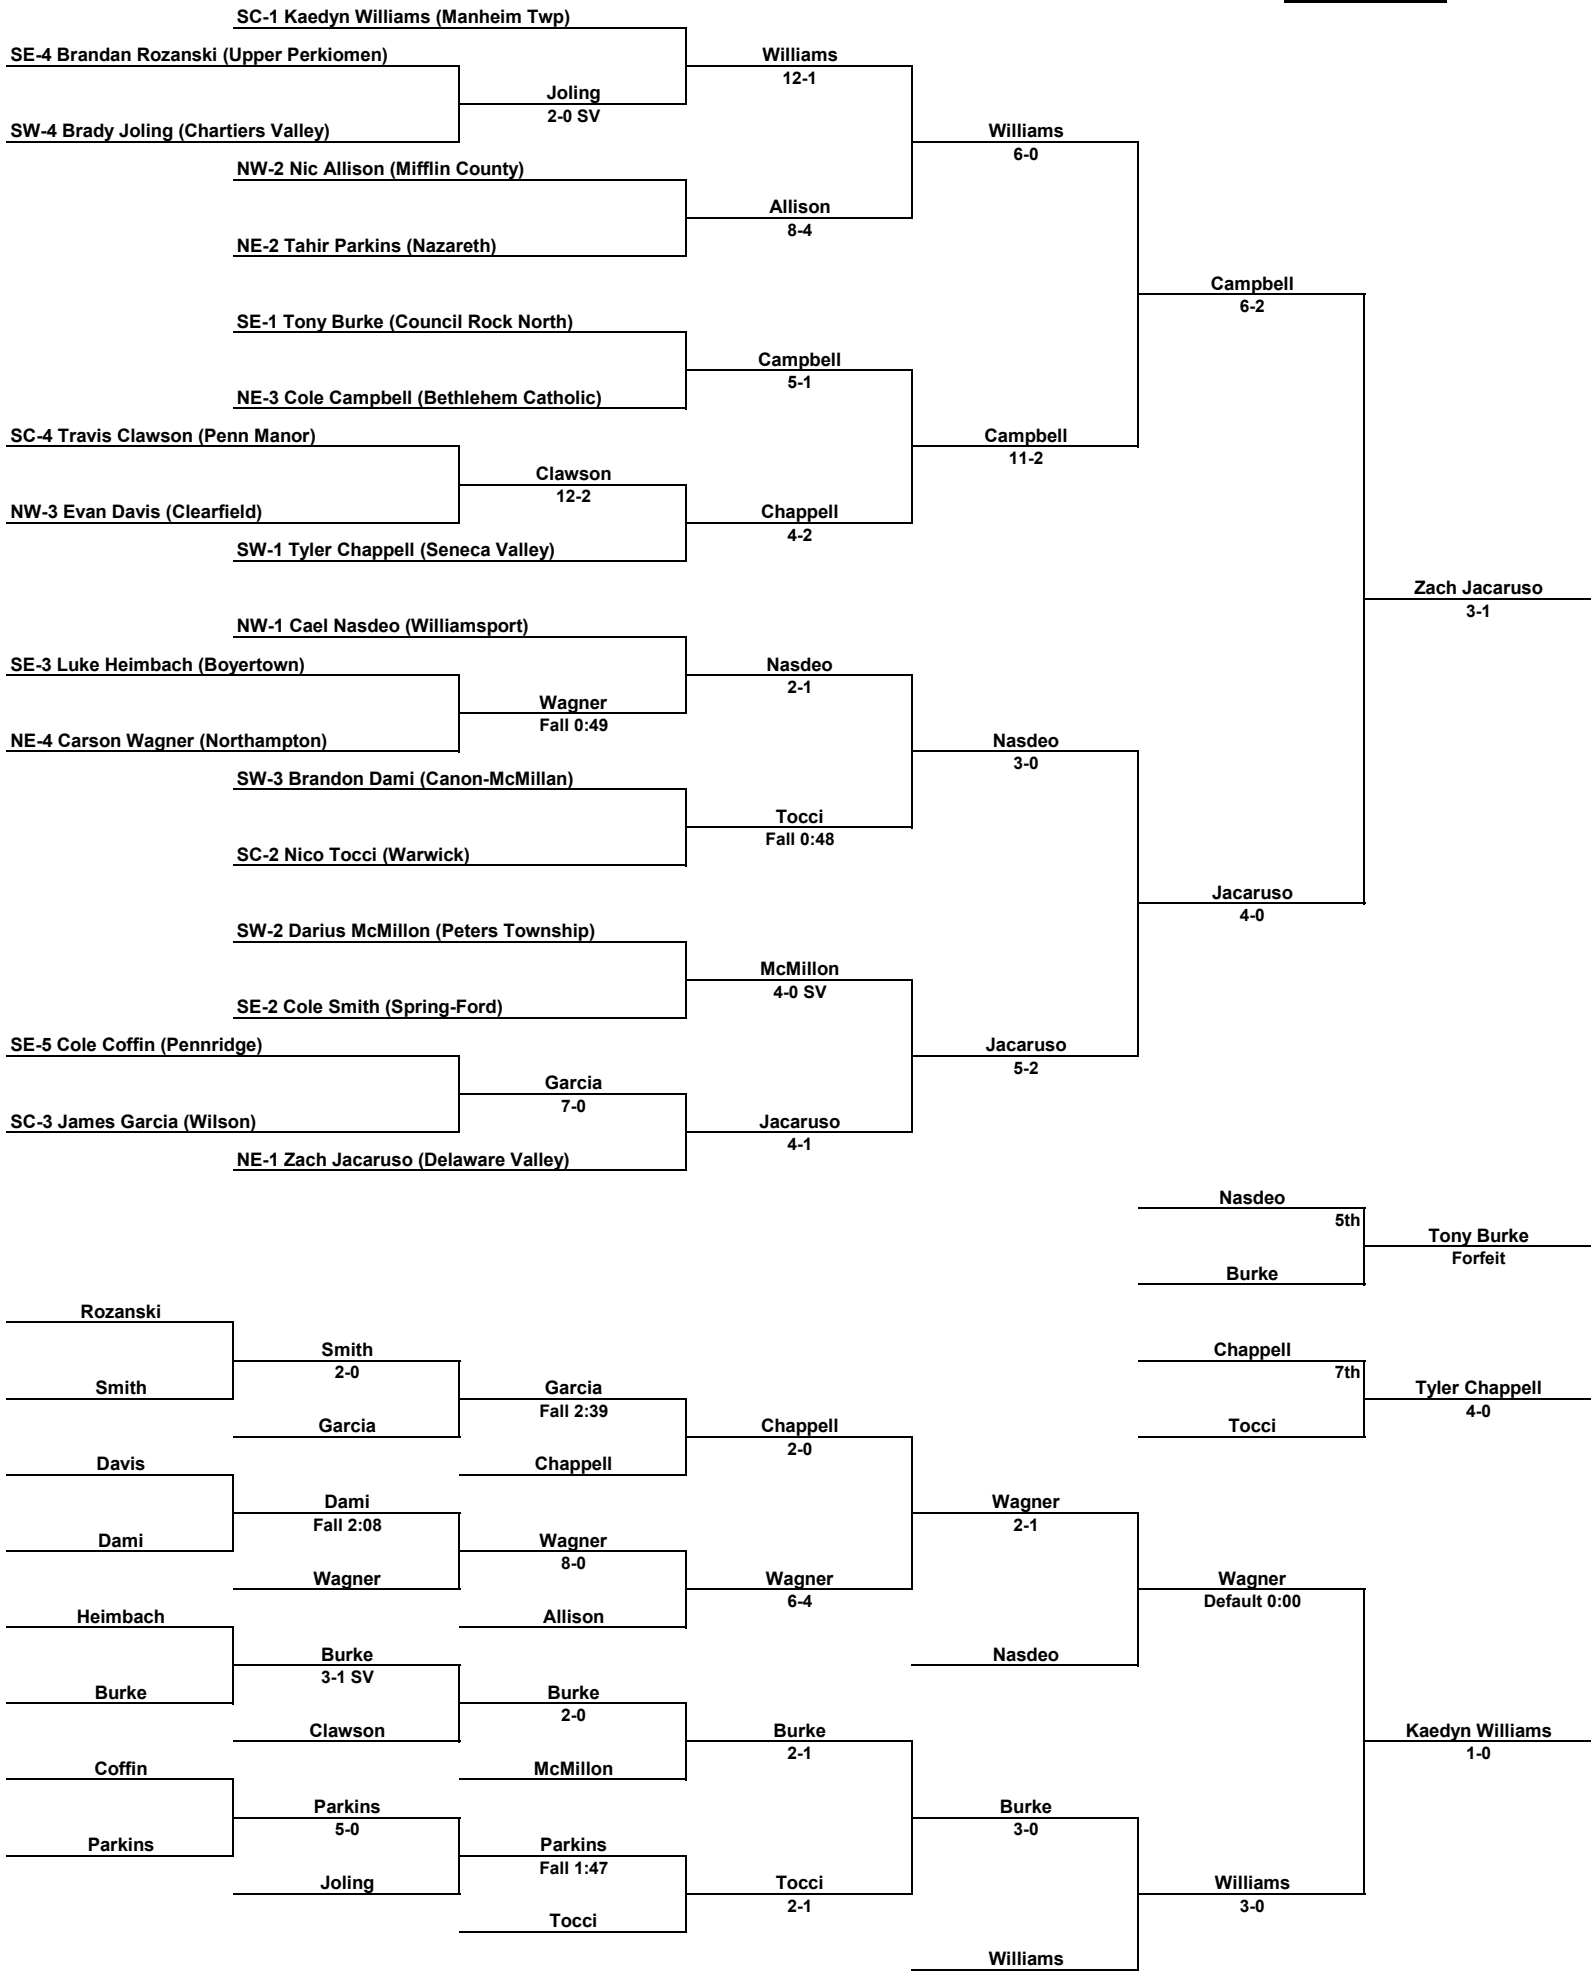 SC-1 Kaedyn Williams (Manheim Twp)
SE-4 Brandan Rozanski (Upper Perkiomen)
Williams
12-1
Joling
2-0 SV
SW-4 Brady Joling (Chartiers Valley)
Williams
6-0
NW-2 Nic Allison (Mifflin County)
Allison
8-4
NE-2 Tahir Parkins (Nazareth)
Campbell
6-2
SE-1 Tony Burke (Council Rock North)
Campbell
5-1
NE-3 Cole Campbell (Bethlehem Catholic)
SC-4 Travis Clawson (Penn Manor)
Campbell
11-2
Clawson
12-2
NW-3 Evan Davis (Clearfield)
Chappell
4-2
SW-1 Tyler Chappell (Seneca Valley)
Zach Jacaruso
3-1
NW-1 Cael Nasdeo (Williamsport)
SE-3 Luke Heimbach (Boyertown)
Nasdeo
2-1
Wagner
Fall 0:49
NE-4 Carson Wagner (Northampton)
Nasdeo
3-0
SW-3 Brandon Dami (Canon-McMillan)
Tocci
Fall 0:48
SC-2 Nico Tocci (Warwick)
Jacaruso
4-0
SW-2 Darius McMillon (Peters Township)
McMillon
4-0 SV
SE-2 Cole Smith (Spring-Ford)
SE-5 Cole Coffin (Pennridge)
Jacaruso
5-2
Garcia
7-0
SC-3 James Garcia (Wilson)
Jacaruso
4-1
NE-1 Zach Jacaruso (Delaware Valley)
Nasdeo
5th
Tony Burke
Forfeit
Burke
Rozanski
Smith
2-0
Chappell
7th
Smith
Garcia
Fall 2:39
Tyler Chappell
4-0
Garcia
Chappell
2-0
Tocci
Davis
Chappell
Dami
Fall 2:08
Wagner
2-1
Dami
Wagner
8-0
Wagner
Wagner
6-4
Wagner
Default 0:00
Heimbach
Allison
Burke
3-1 SV
Nasdeo
Burke
Burke
2-0
Clawson
Burke
2-1
Kaedyn Williams
1-0
Coffin
McMillon
Parkins
5-0
Burke
3-0
Parkins
Parkins
Fall 1:47
Joling
Tocci
2-1
Williams
3-0
Tocci
Williams